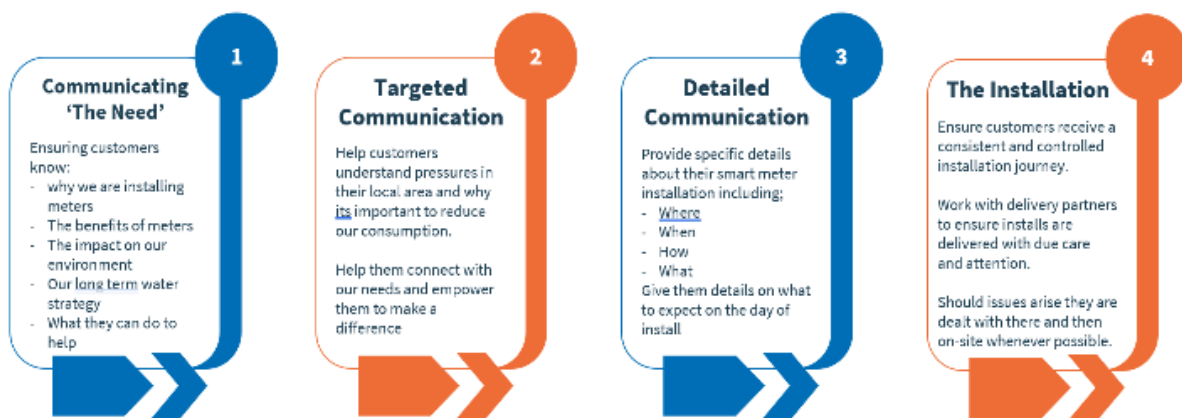 1
Communicating
‘The Need’
Ensuring customers
know:
- why we are installing
meters
- The benefits of meters
- The impact on our
environment
- Our long term water
strategy
- What they can do to
help
2
Targeted
Communication
Help customers
understand pressures in
their local area and why
its important to reduce
our consumption.
Help them connect with
our needs and empower
them to make a
difference
3
Detailed
Communication
Provide specific details
about their smart meter
installation including;
- Where
- When
- How
- What
Give them details on what
to expect on the day of
install
4
The Installation
Ensure customers receive a
consistent and controlled
installation journey.
Work with delivery partners
to ensure installs are
delivered with due care
and attention.
Should issues arise they are
dealt with there and then
on-site whenever possible.